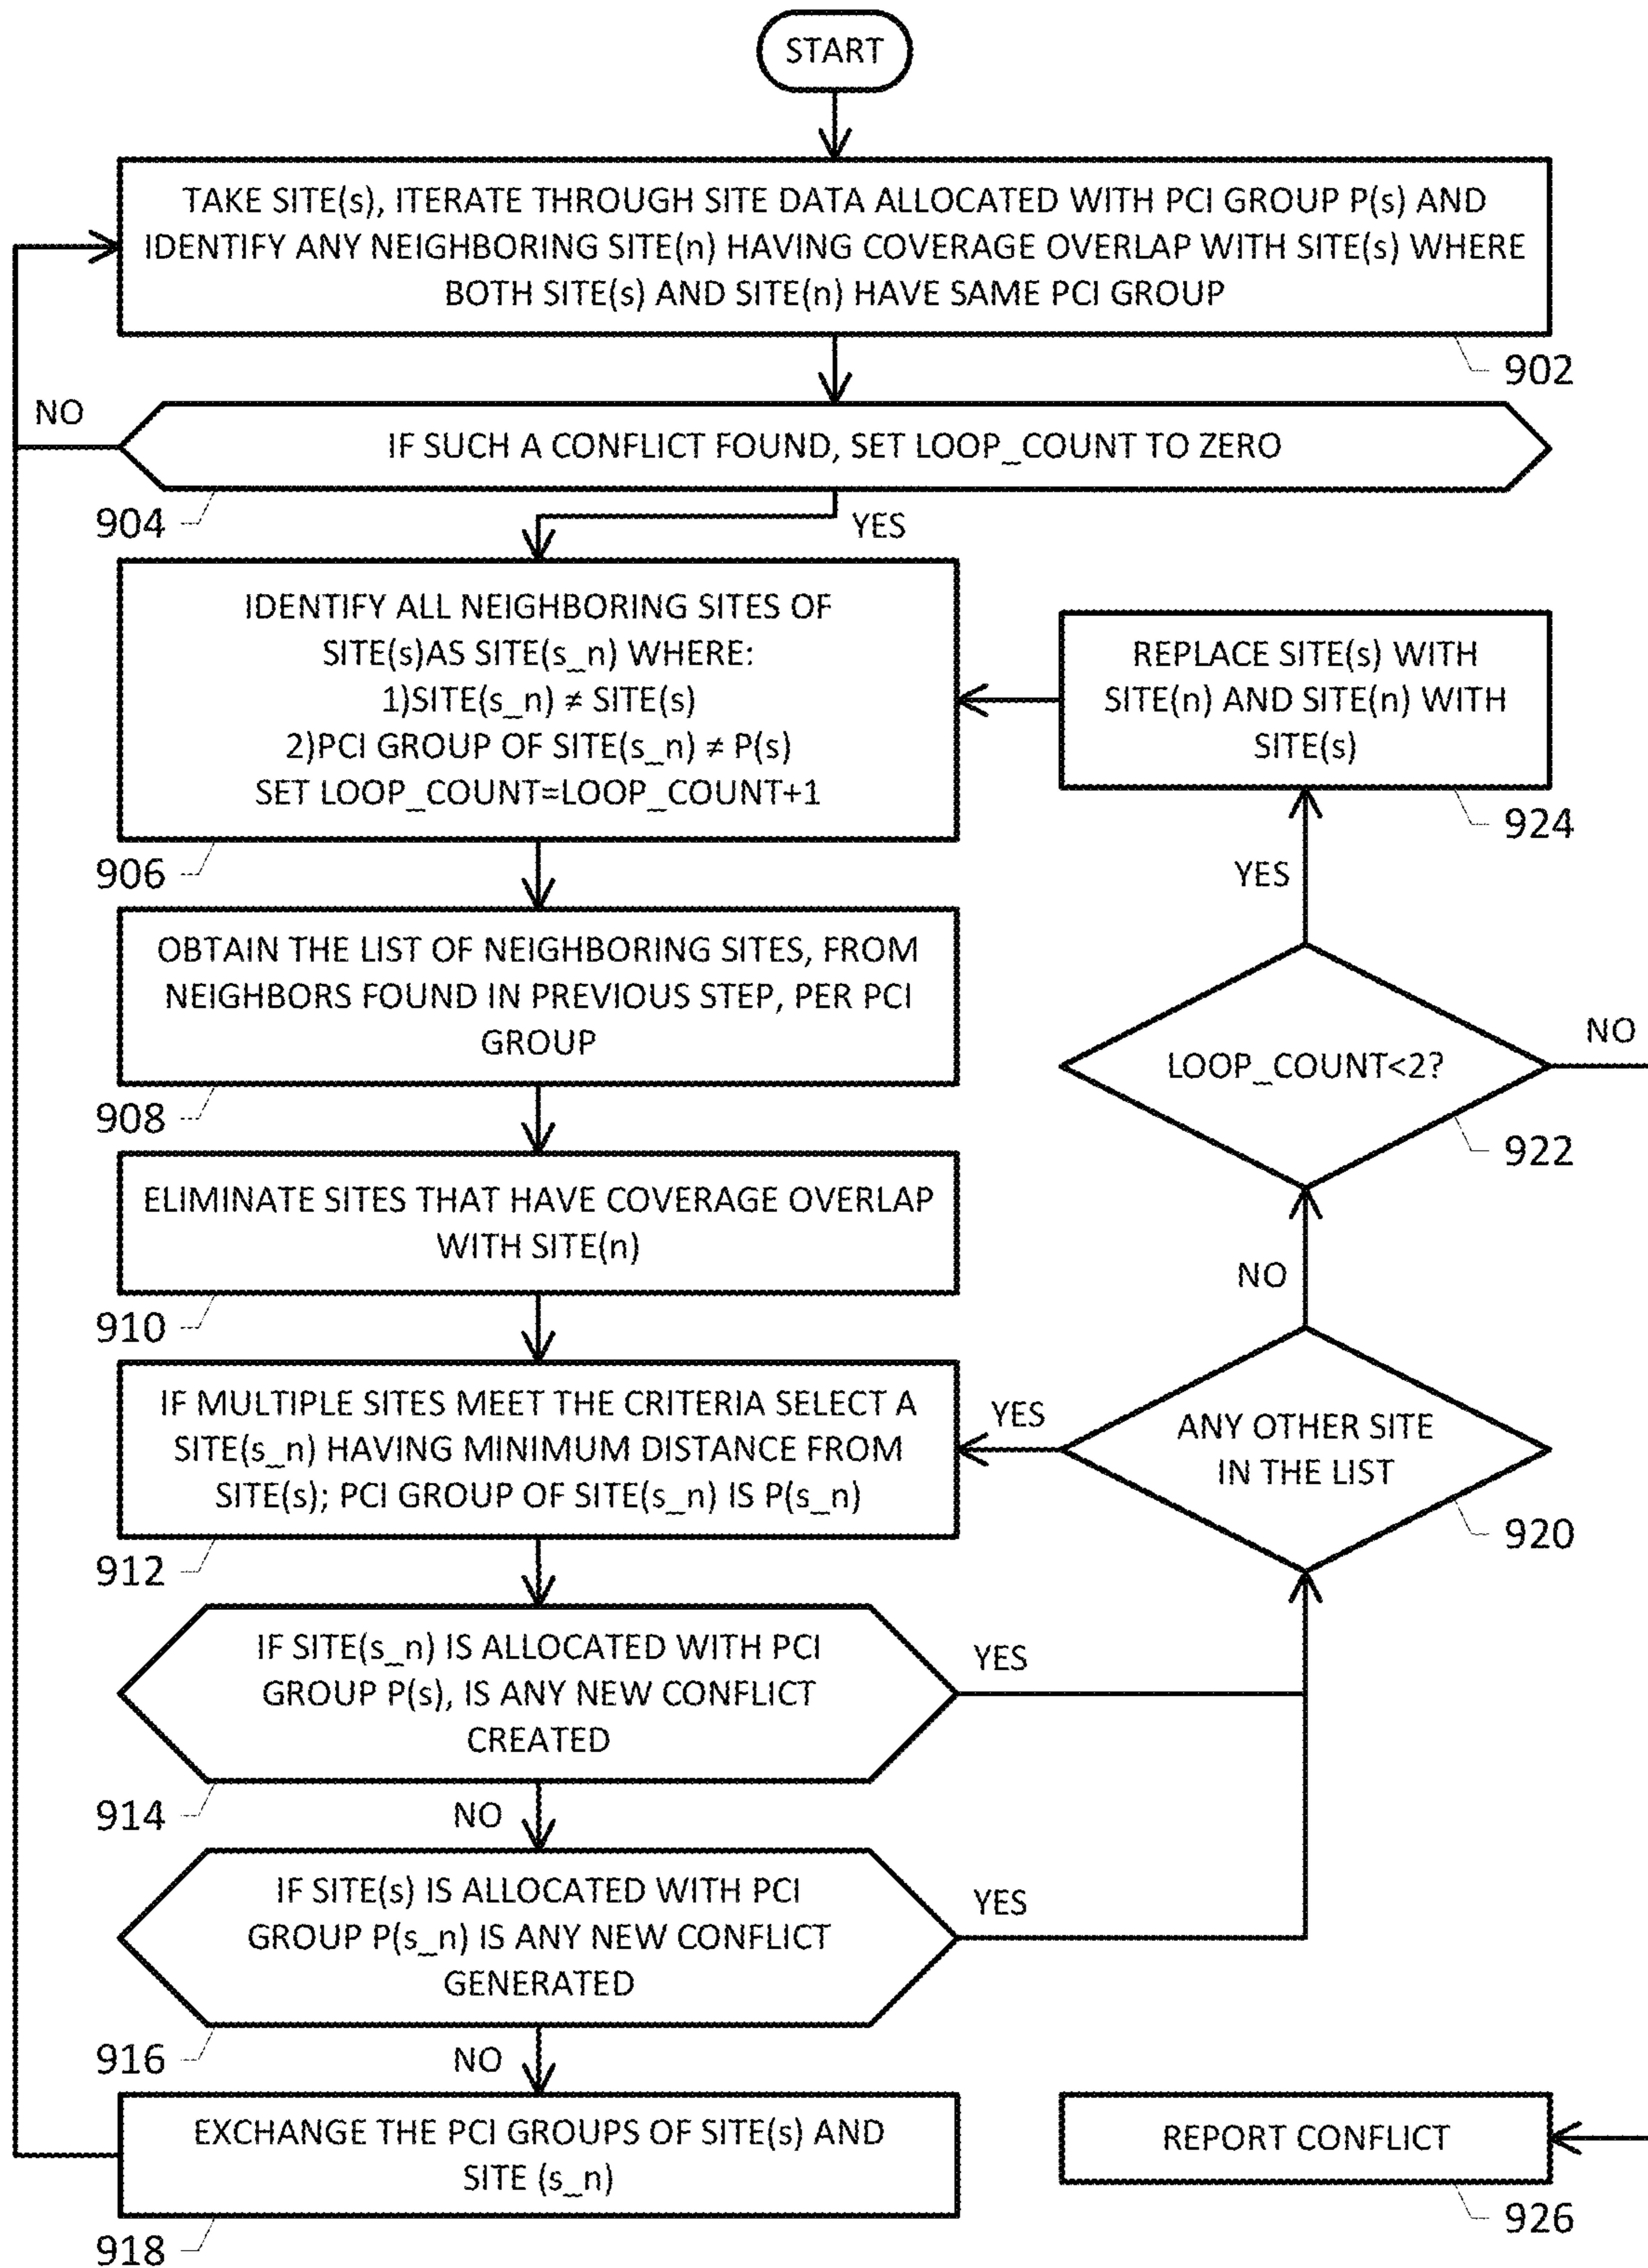 START
TAKE SITE(s), ITERATE THROUGH SITE DATA ALLOCATED WITH PCI GROUP P(s) AND
IDENTIFY ANY NEIGHBORING SITE(n) HAVING COVERAGE OVERLAP WITH SITE(s) WHERE
BOTH SITE(s) AND SITE(n) HAVE SAME PCI GROUP
902
NO
IF SUCH A CONFLICT FOUND, SET LOOP_COUNT TO ZERO
904
YES
IDENTIFY ALL NEIGHBORING SITES OF
SITE(s)AS SITE(s_n) WHERE:
1)SITE(s_n) ≠ SITE(s)
2)PCI GROUP OF SITE(s_n) ≠ P(s)
SET LOOP_COUNT=LOOP_COUNT+1
906
REPLACE SITE(s) WITH
SITE(n) AND SITE(n) WITH
SITE(s)
924
YES
OBTAIN THE LIST OF NEIGHBORING SITES, FROM
NEIGHBORS FOUND IN PREVIOUS STEP, PER PCI
GROUP
908
LOOP_COUNT<2?
NO
922
ELIMINATE SITES THAT HAVE COVERAGE OVERLAP
WITH SITE(n)
910
NO
IF MULTIPLE SITES MEET THE CRITERIA SELECT A
SITE(s_n) HAVING MINIMUM DISTANCE FROM
SITE(s); PCI GROUP OF SITE(s_n) IS P(s_n)
912
YES
ANY OTHER SITE
IN THE LIST
920
IF SITE(s_n) IS ALLOCATED WITH PCI
GROUP P(s), IS ANY NEW CONFLICT
CREATED
914
YES
NO
IF SITE(s) IS ALLOCATED WITH PCI
GROUP P(s_n) IS ANY NEW CONFLICT
GENERATED
916
YES
NO
EXCHANGE THE PCI GROUPS OF SITE(s) AND
SITE (s_n)
918
REPORT CONFLICT
926